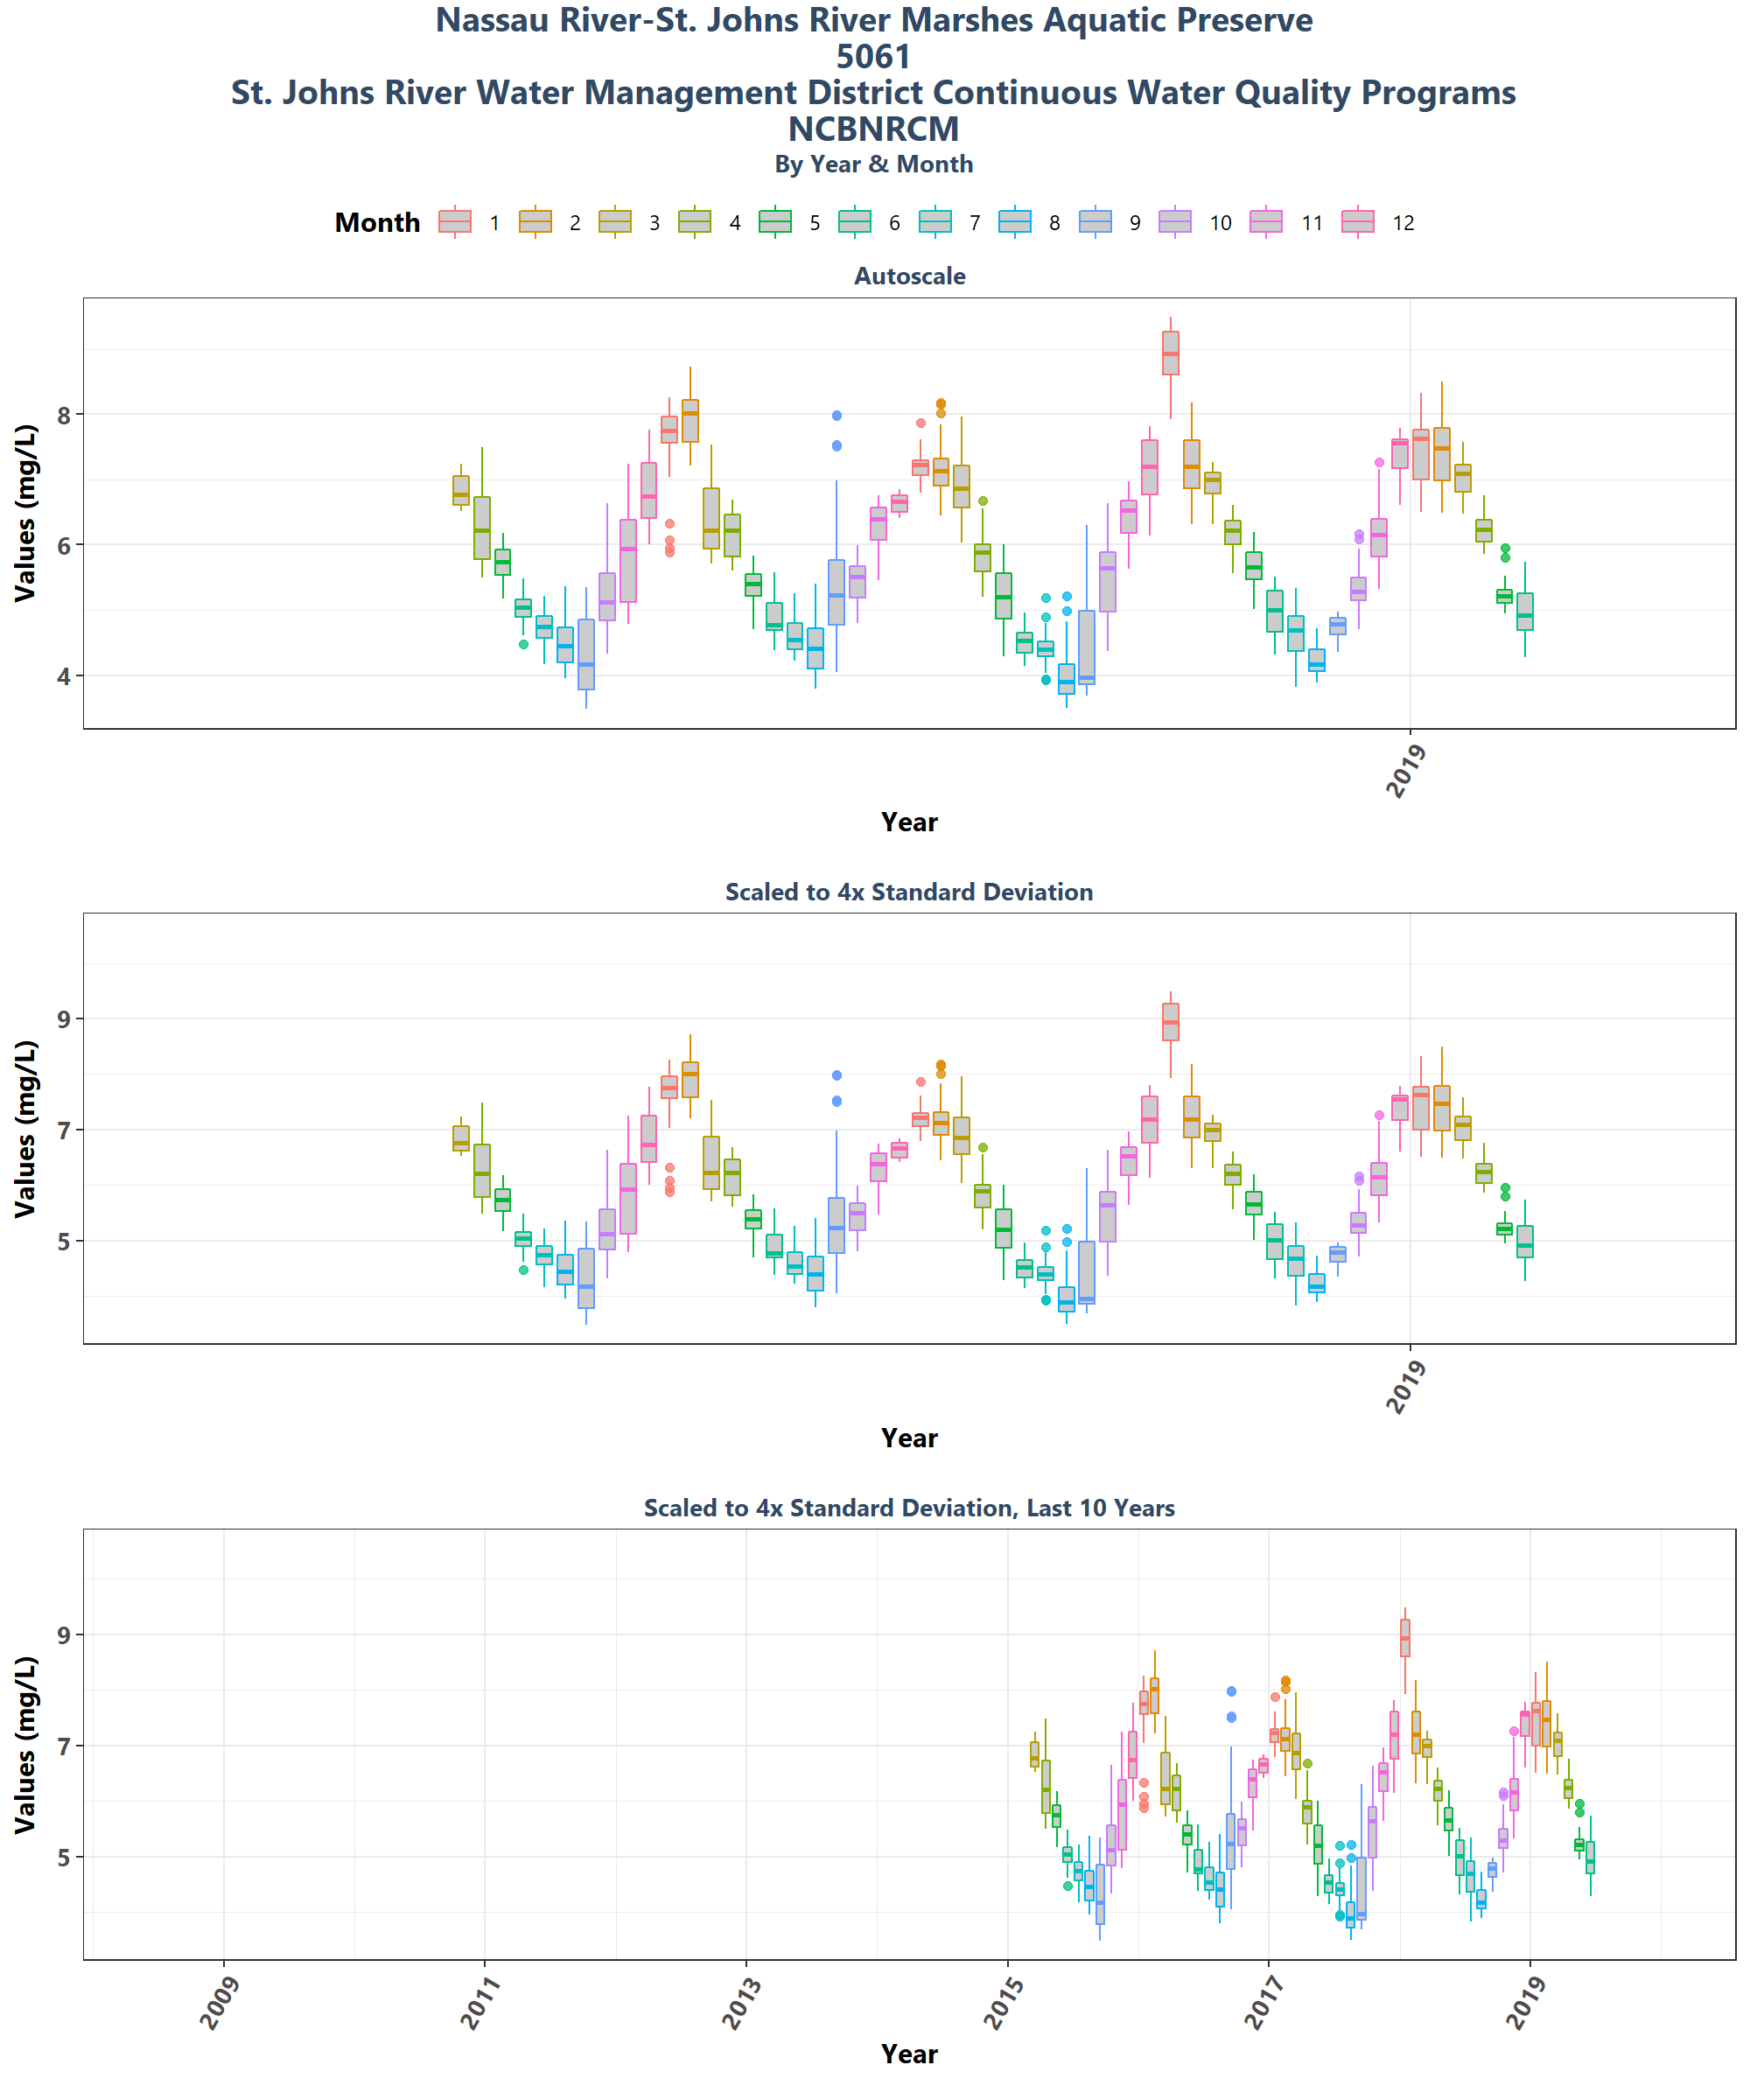 Nassau River-St. Johns River Marshes Aquatic Preserve
5061
St. Johns River Water Management District Continuous Water Quality Programs
NCBNRCM
By Year & Month
Month 1 2 3 4 5 6 7 8 9 10 11 12
Autoscale
Values (mg/L)
8
6
4
2019
Year
Scaled to 4x Standard Deviation
Values (mg/L)
9
7
5
2019
Year
Scaled to 4x Standard Deviation, Last 10 Years
Values (mg/L)
9
7
5
2009 2011 2013 2015 2017 2019
Year